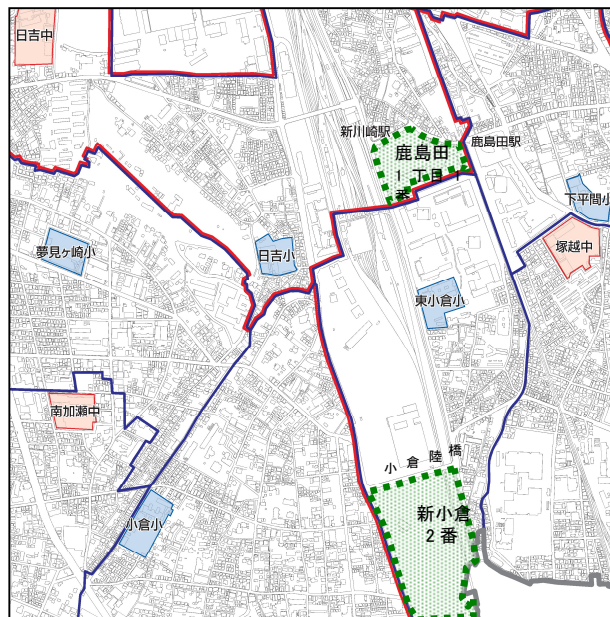 日吉中
新川崎駅
鹿島田駅
鹿島田
1 丁目 1
番
下平間小
夢見ヶ崎小
日吉小
塚越中
東小倉小
南加瀬中
小倉陸橋
新小倉
2 番
小倉小